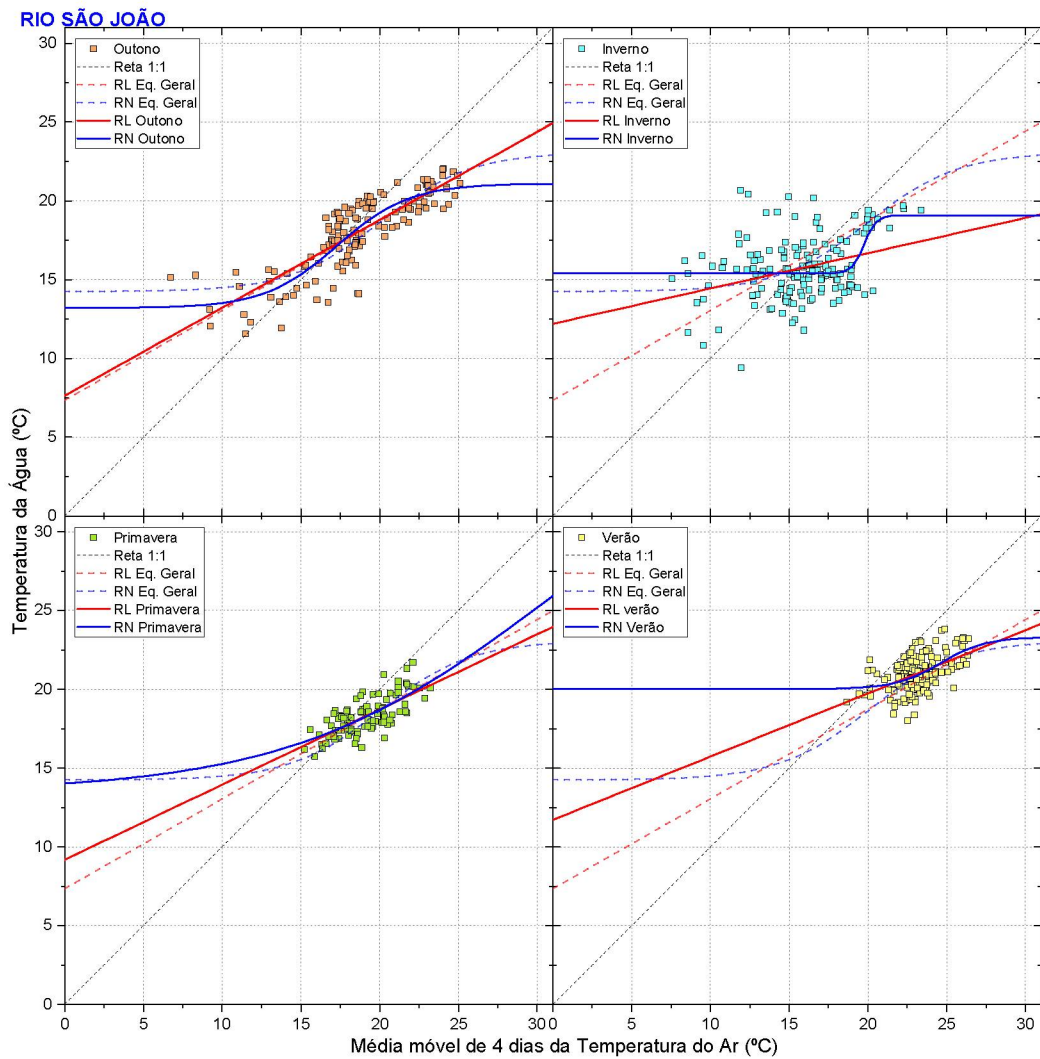 RIO SÃO JOÃO
Outono
Reta 1:1
RL Eq. Geral
RN Eq. Geral
RL Outono
RN Outono
Inverno
Reta 1:1
RL Eq. Geral
RN Eq. Geral
RL Inverno
RN Inverno
30
25
20
15
10
5
0
Primavera
Reta 1:1
RL Eq. Geral
RN Eq. Geral
RL Primavera
RN Primavera
Verão
Reta 1:1
RL Eq. Geral
RN Eq. Geral
RL verão
RN Verão
30
25
20
15
10
5
0
Temperatura da Água (ºC)
0 5 10 15 20 25 30 0 5 10 15 20 25 30
Média móvel de 4 dias da Temperatura do Ar (ºC)